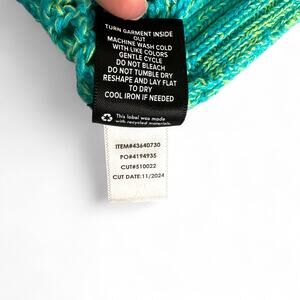 TURN GARMENT INSIDE
OUT
MACHINE WASH COLD
WITH LIKE COLORS
GENTLE CYCLE
DO NOT BLEACH
DO NOT TUMBLE DRY
RESHAPE AND LAY FLAT
TO DRY
COOL IRON IF NEEDED
This label was made
with recycled materials.
ITEM#43640730
PO#4194935
CUT#510022
CUT DATE:11/2024